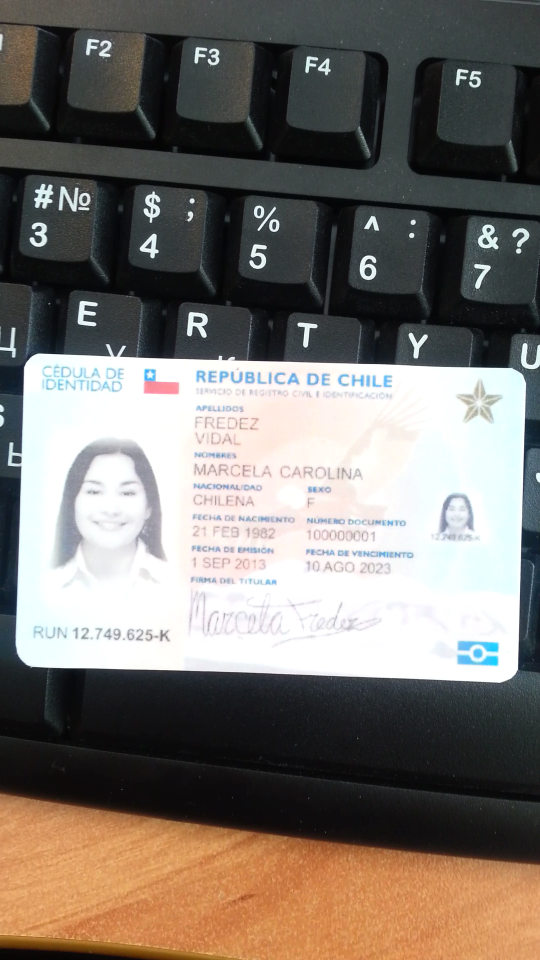 F2
F3
F4
F5
#№
3
$ ;
4
%
5
^ :
6
& ?
7
E
R
T
Y
U
Ц
CÉDULA DE
IDENTIDAD
REPÚBLICA DE CHILE
SERVICIO DE REGISTRO CIVIL E IDENTIFICACIÓN
APELLIDOS
FREDEZ
VIDAL
NOMBRES
MARCELA CAROLINA
NACIONALIDAD SEXO
CHILENA F
FECHA DE NACIMIENTO NÚMERO DOCUMENTO
21 FEB 1982 100000001
12.749.625-K
FECHA DE EMISIÓN FECHA DE VENCIMIENTO
1 SEP 2013 10 AGO 2023
FIRMA DEL TITULAR
Marcela Fredez
RUN 12.749.625-K